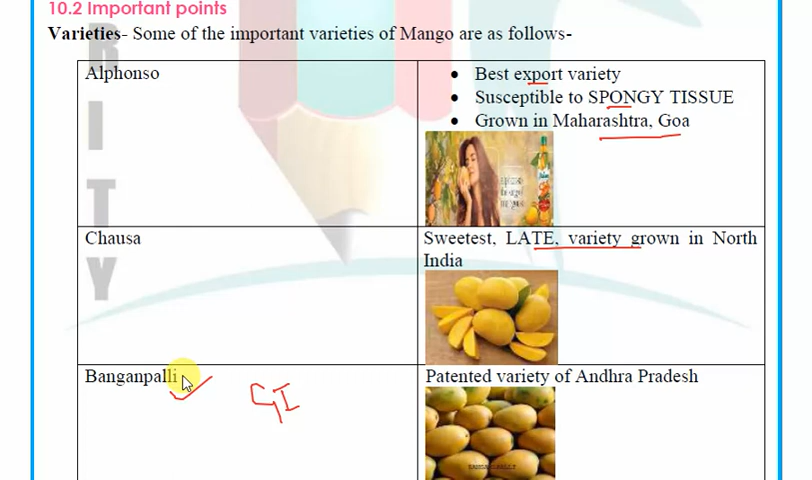 10.2 Important points
Varieties- Some of the important varieties of Mango are as follows-
Alphonso
• Best export variety
• Susceptible to SPONGY TISSUE
• Grown in Maharashtra, Goa
Chausa
Sweetest, LATE, variety grown in North
India
Banganpalli
GI
Patented variety of Andhra Pradesh
R
I
T
Y